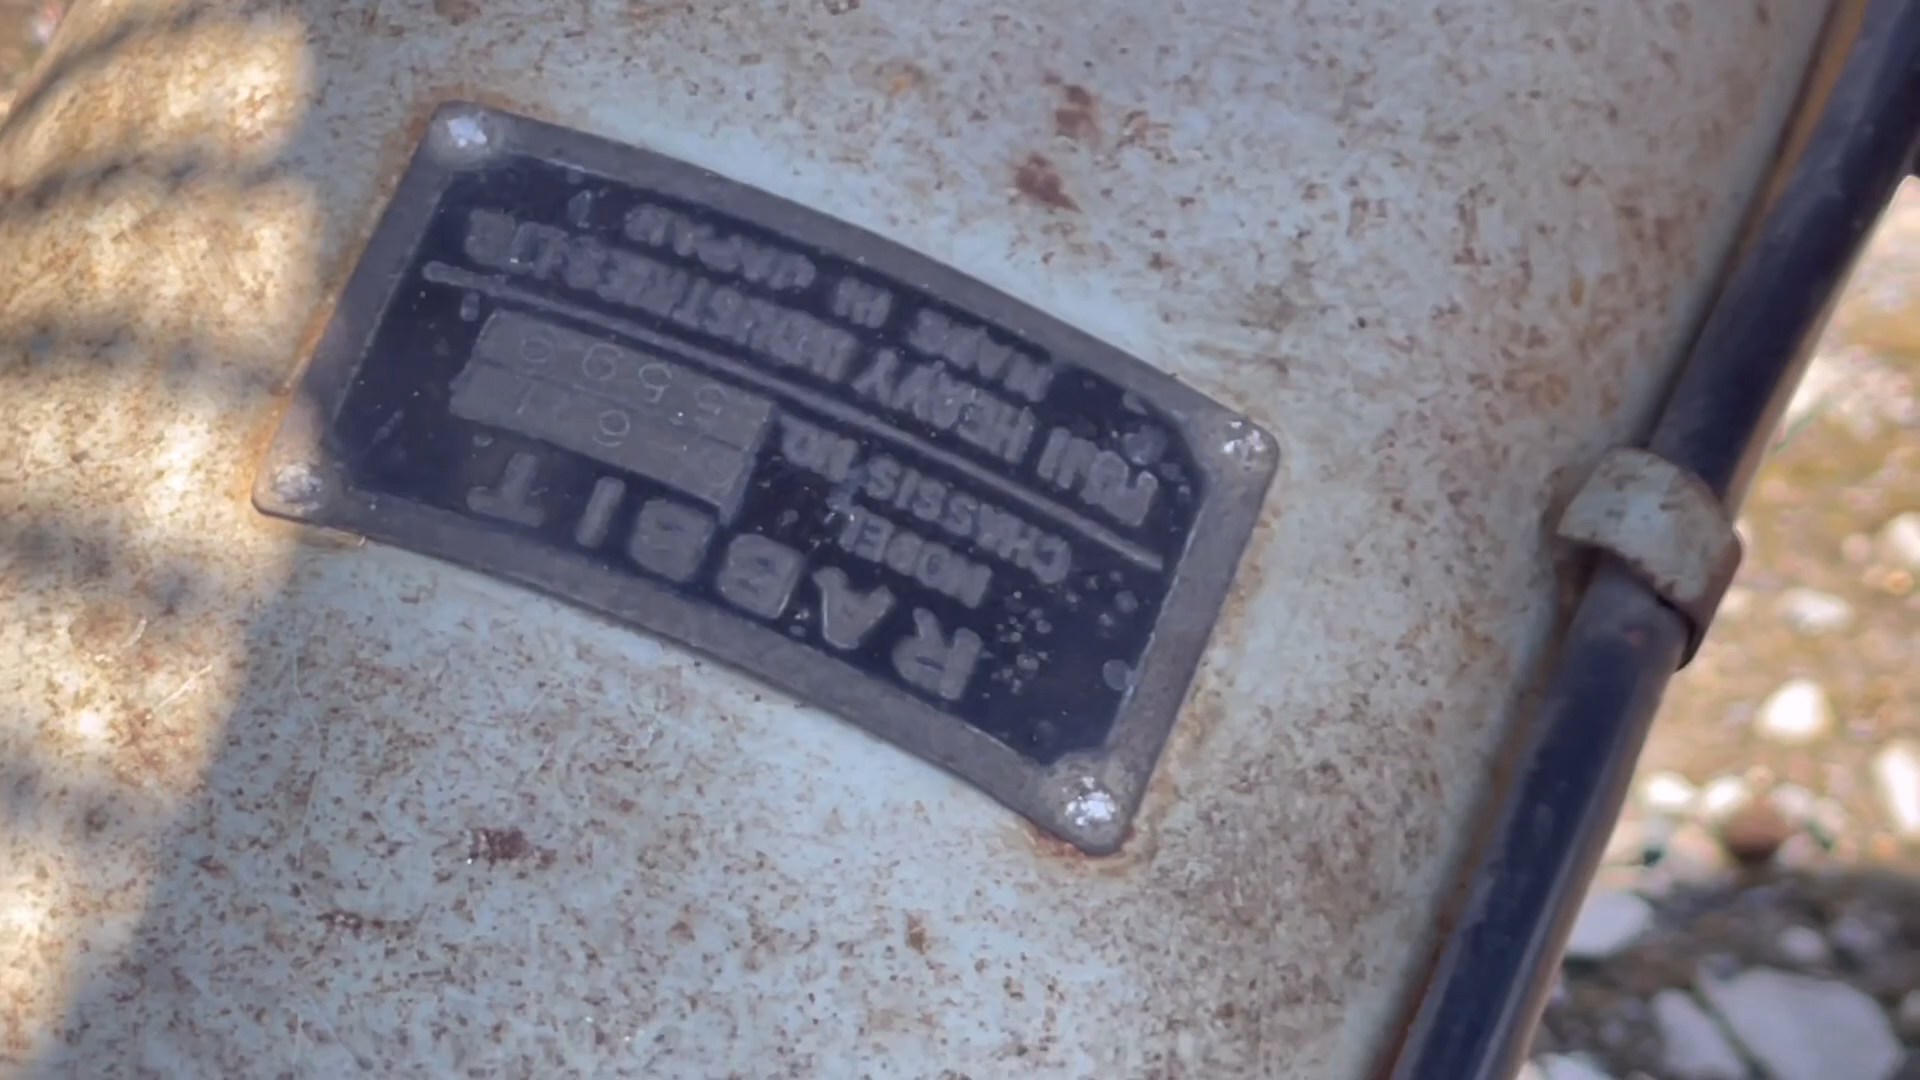 RABBIT
MODEL
CHASSIS NO.
FUJI HEAVY INDUSTRIES LTD
MADE IN JAPAN